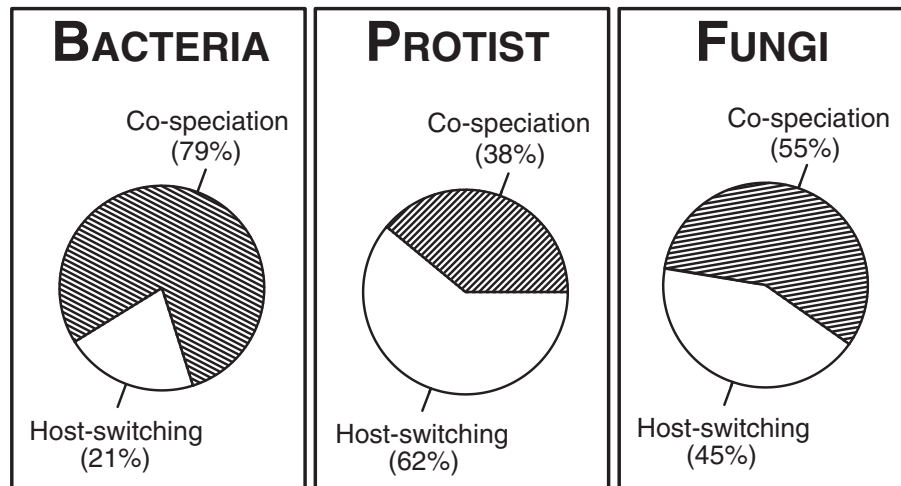 BACTERIA
Co-speciation
(79%)
Host-switching
(21%)
PROTIST
Co-speciation
(38%)
Host-switching
(62%)
FUNGI
Co-speciation
(55%)
Host-switching
(45%)